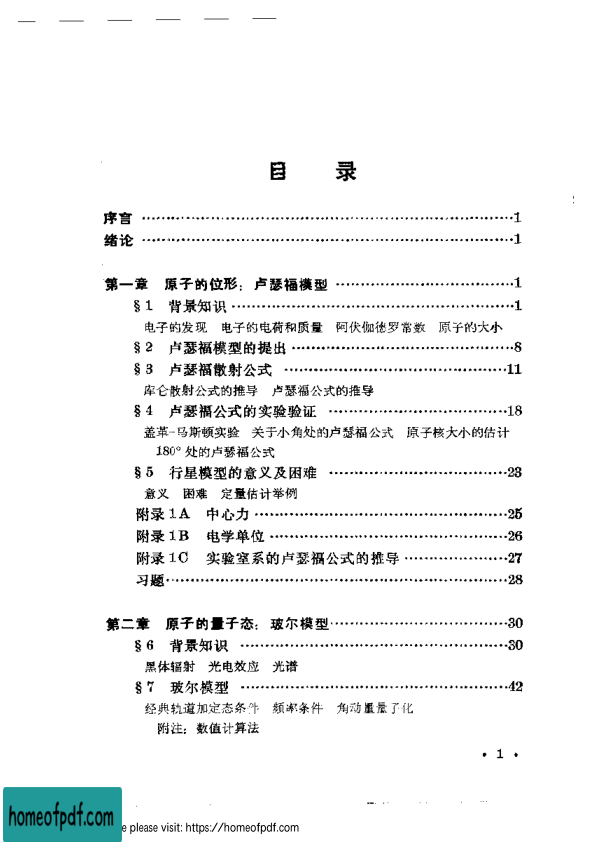 目 录
序言 ……………………………………1
绪论 ……………………………………1
第一章 原子的位形：卢瑟福模型 ……………………1
§1 背景知识……………………………1
电子的发现 电子的电荷和质量 阿伏伽德罗常数 原子的大小
§2 卢瑟福模型的提出……………………8
§3 卢瑟福散射公式 ……………………11
库仑散射公式的推导 卢瑟福公式的推导
§4 卢瑟福公式的实验验证 ………………18
盖革-马斯顿实验 关于小角处的卢瑟福公式 原子核大小的估计
180°处的卢瑟福公式
§5 行星模型的意义及困难 ………………23
意义 困难 定量估计举例
附录1A 中心力……………………………25
附录1B 电学单位…………………………26
附录1C 实验室系的卢瑟福公式的推导…………27
习题……………………………………28
第二章 原子的量子态：玻尔模型……………………30
§6 背景知识 ……………………………30
黑体辐射 光电效应 光谱
§7 玻尔模型 ……………………………42
经典轨道加定态条件 频率条件 角动量量子化
附注：数值计算法
· 1 ·
homeofpdf.com
e please visit: https://homeofpdf.com